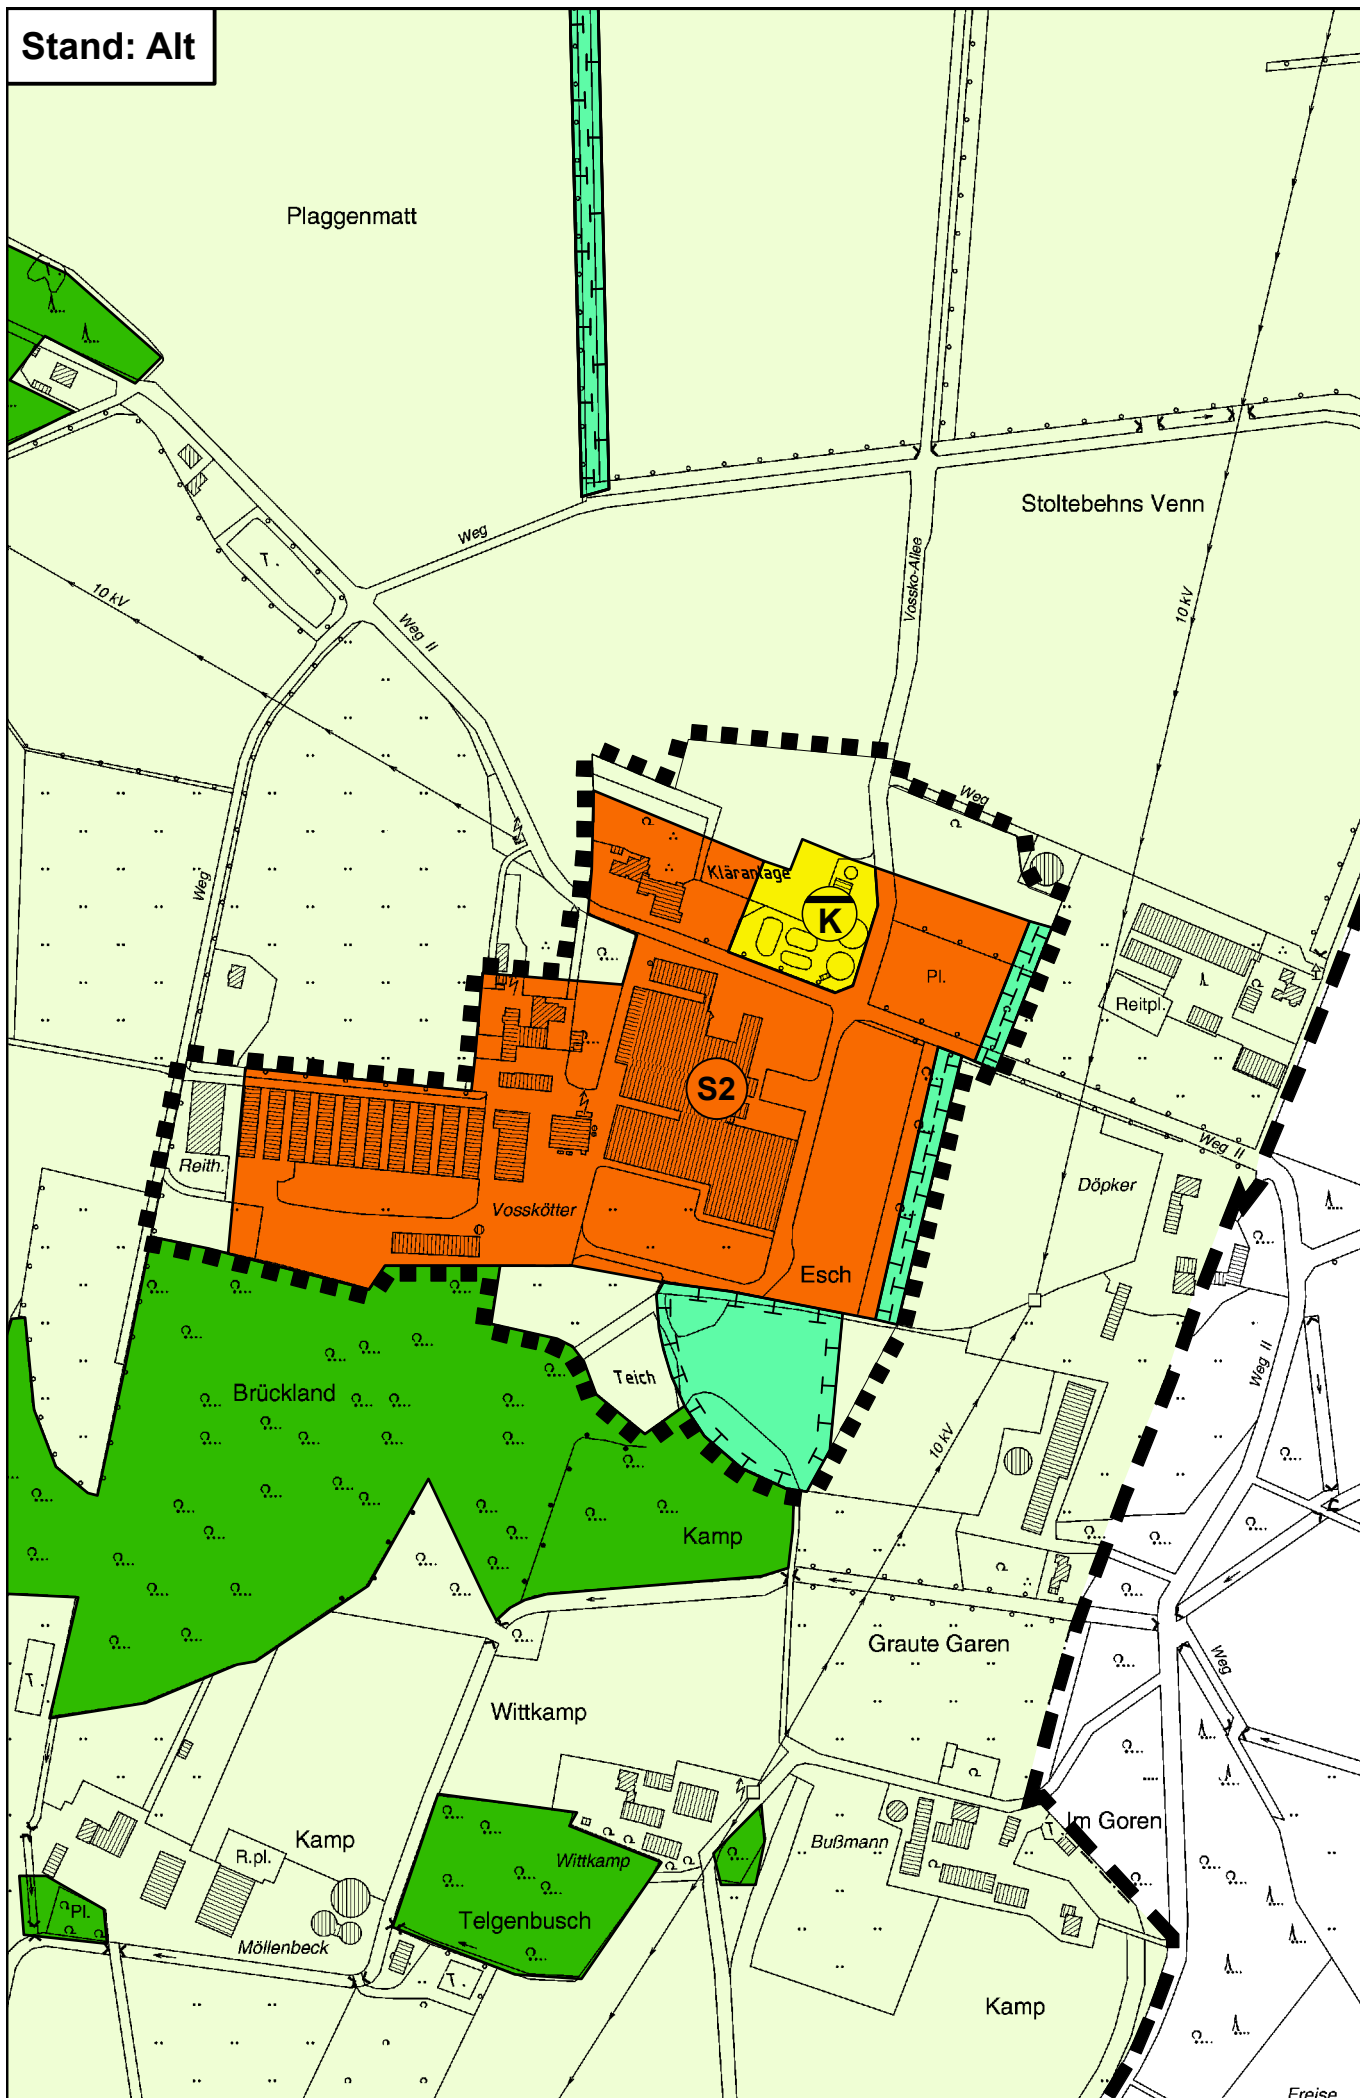 Stand: Alt
Plaggenmatt
Stoltebehns Venn
Weg
Vossko-Allee
T.
10 kV
10 kV
Weg II
Weg
Kläranlage
Weg
K
Pl.
Reitpl.
S2
Weg II
Reith.
Döpker
Vosskötter
Esch
Weg II
Teich
Brückland
10 kV
Kamp
Graute Garen
Weg
T.
Wittkamp
Im Goren
T.
Kamp
Bußmann
R.pl.
Wittkamp
Pl.
Telgenbusch
Möllenbeck
T.
Kamp
Freise